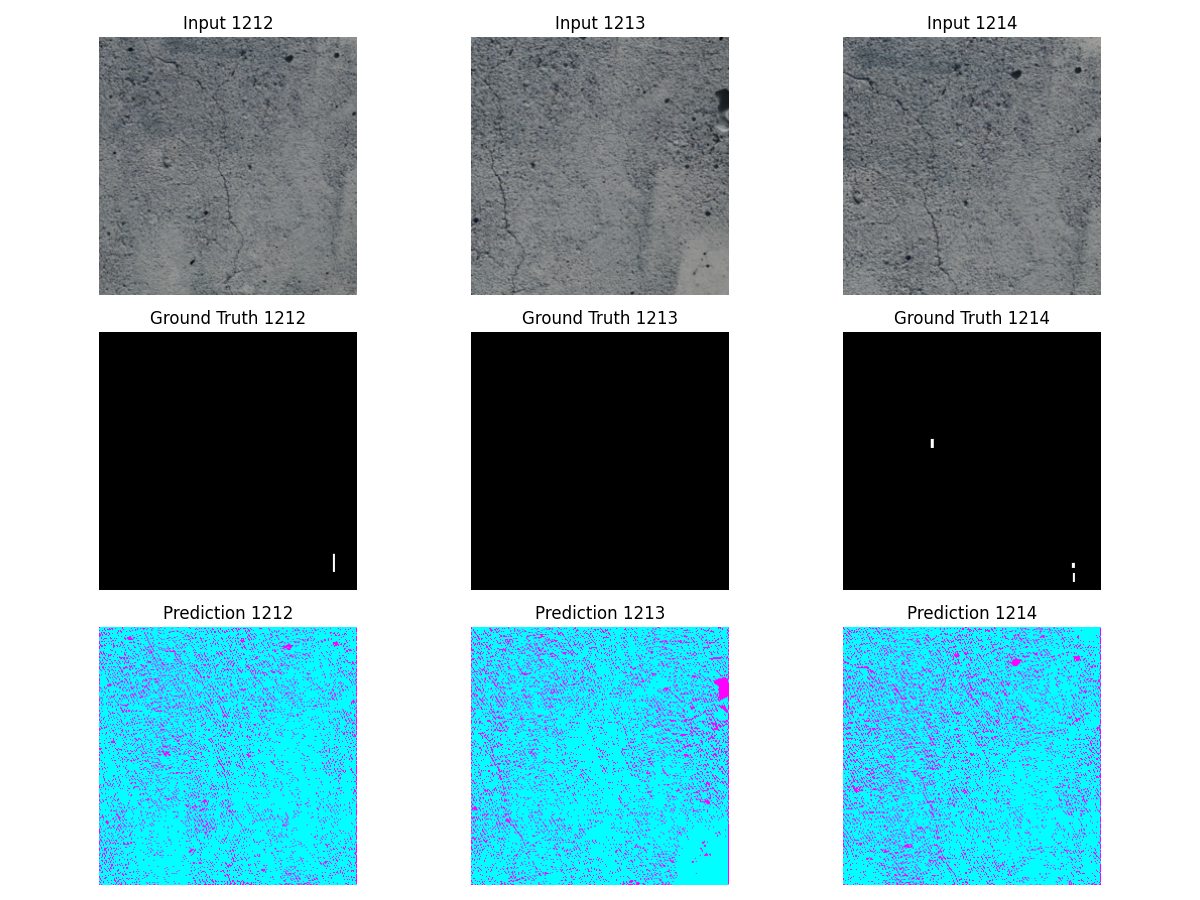 Input 1212
Input 1213
Input 1214
Ground Truth 1212
Ground Truth 1213
Ground Truth 1214
Prediction 1212
Prediction 1213
Prediction 1214